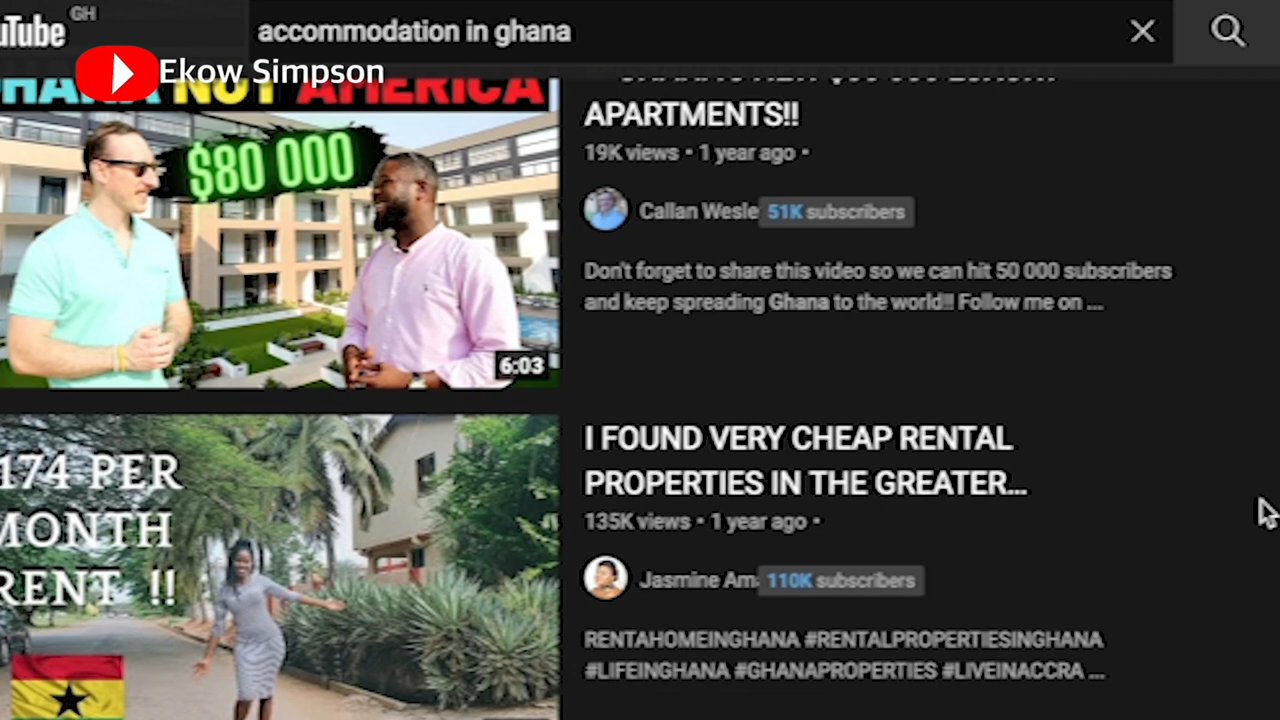 uTube GH
accommodation in ghana
Ekow Simpson
NOT AMERICA
$80 000
6:03
APARTMENTS!!
19K views • 1 year ago •
Callan Wesle 51K subscribers
Don't forget to share this video so we can hit 50 000 subscribers
and keep spreading Ghana to the world!! Follow me on ...
174 PER
MONTH
RENT !!
I FOUND VERY CHEAP RENTAL
PROPERTIES IN THE GREATER...
135K views • 1 year ago •
Jasmine Am 110K subscribers
RENTAHOMEINGHANA #RENTALPROPERTIESINGHANA
#LIFEINGHANA #GHANAPROPERTIES #LIVEINACCRA ...